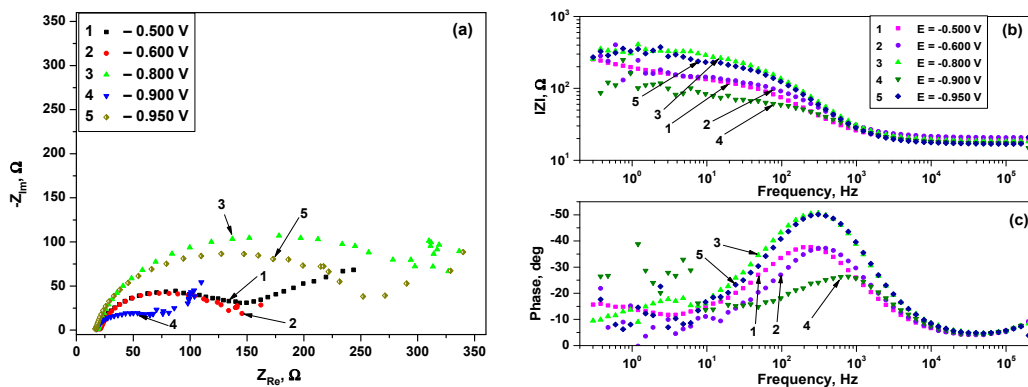 (a)
1 – 0.500 V
2 – 0.600 V
3 – 0.800 V
4 – 0.900 V
5 – 0.950 V
350
300
250
200
150
100
50
0
-Z_Im, Ω
3
5
1
2
4
0 50 100 150 200 250 300 350
Z_Re, Ω
(b)
1 E = -0.500 V
2 E = -0.600 V
3 E = -0.800 V
4 E = -0.900 V
5 E = -0.950 V
10³
10²
10¹
IZI, Ω
5
3
1
2
4
10⁰ 10¹ 10² 10³ 10⁴ 10⁵
Frequency, Hz
(c)
-50
-40
-30
-20
-10
0
Phase, deg
3
5
1
2
4
10⁰ 10¹ 10² 10³ 10⁴ 10⁵
Frequency, Hz